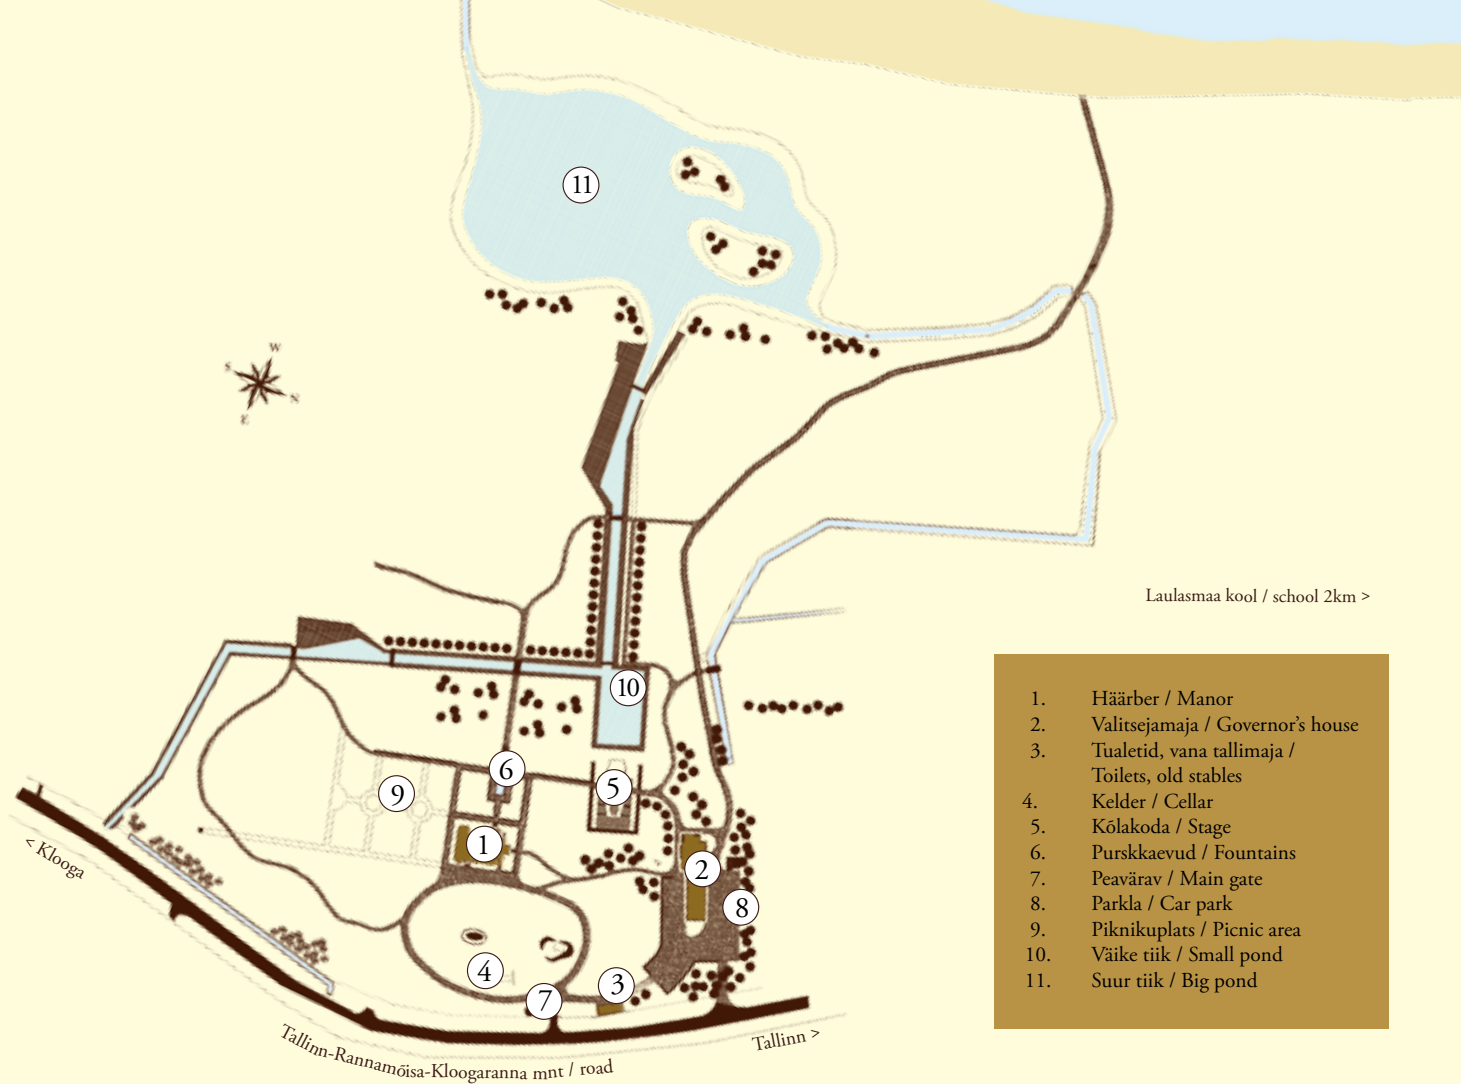 11
W
S
N
E
10
6
9
5
1
2
8
4
3
7
< Klooga
Tallinn-Rannamõisa-Kloogaranna mnt / road
Tallinn >
Laulasmaa kool / school 2km >
1. Häärber / Manor
2. Valitsejamaja / Governor's house
3. Tualetid, vana tallimaja /
Toilets, old stables
4. Kelder / Cellar
5. Kõlakoda / Stage
6. Purskkaevud / Fountains
7. Peavärav / Main gate
8. Parkla / Car park
9. Piknikuplats / Picnic area
10. Väike tiik / Small pond
11. Suur tiik / Big pond